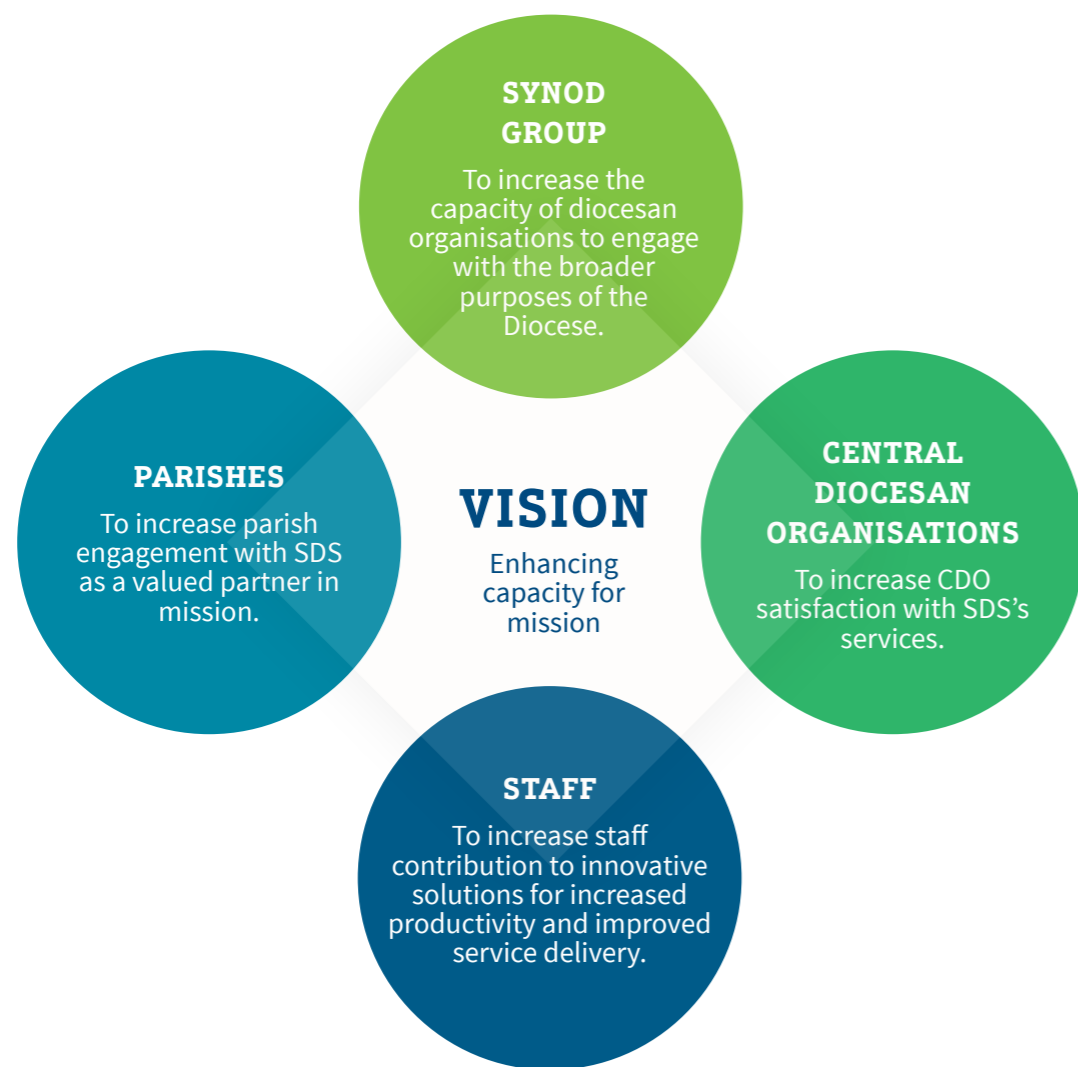 SYNOD
GROUP
To increase the
capacity of diocesan
organisations to engage
with the broader
purposes of the
Diocese.
PARISHES
To increase parish
engagement with SDS
as a valued partner in
mission.
VISION
Enhancing
capacity for
mission
CENTRAL
DIOCESAN
ORGANISATIONS
To increase CDO
satisfaction with SDS’s
services.
STAFF
To increase staff
contribution to innovative
solutions for increased
productivity and improved
service delivery.